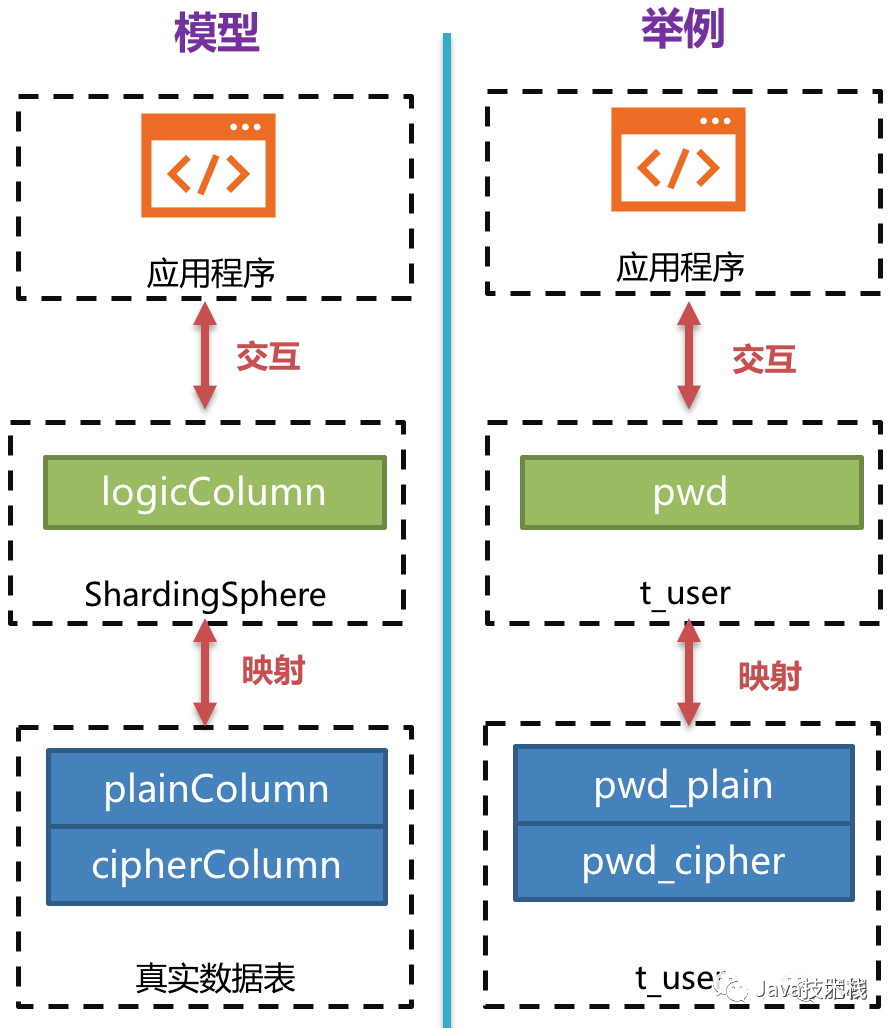 模型
应用程序
交互
logicColumn
ShardingSphere
映射
plainColumn
cipherColumn
真实数据表
举例
应用程序
交互
pwd
t_user
映射
pwd_plain
pwd_cipher
t_user
Java技术栈